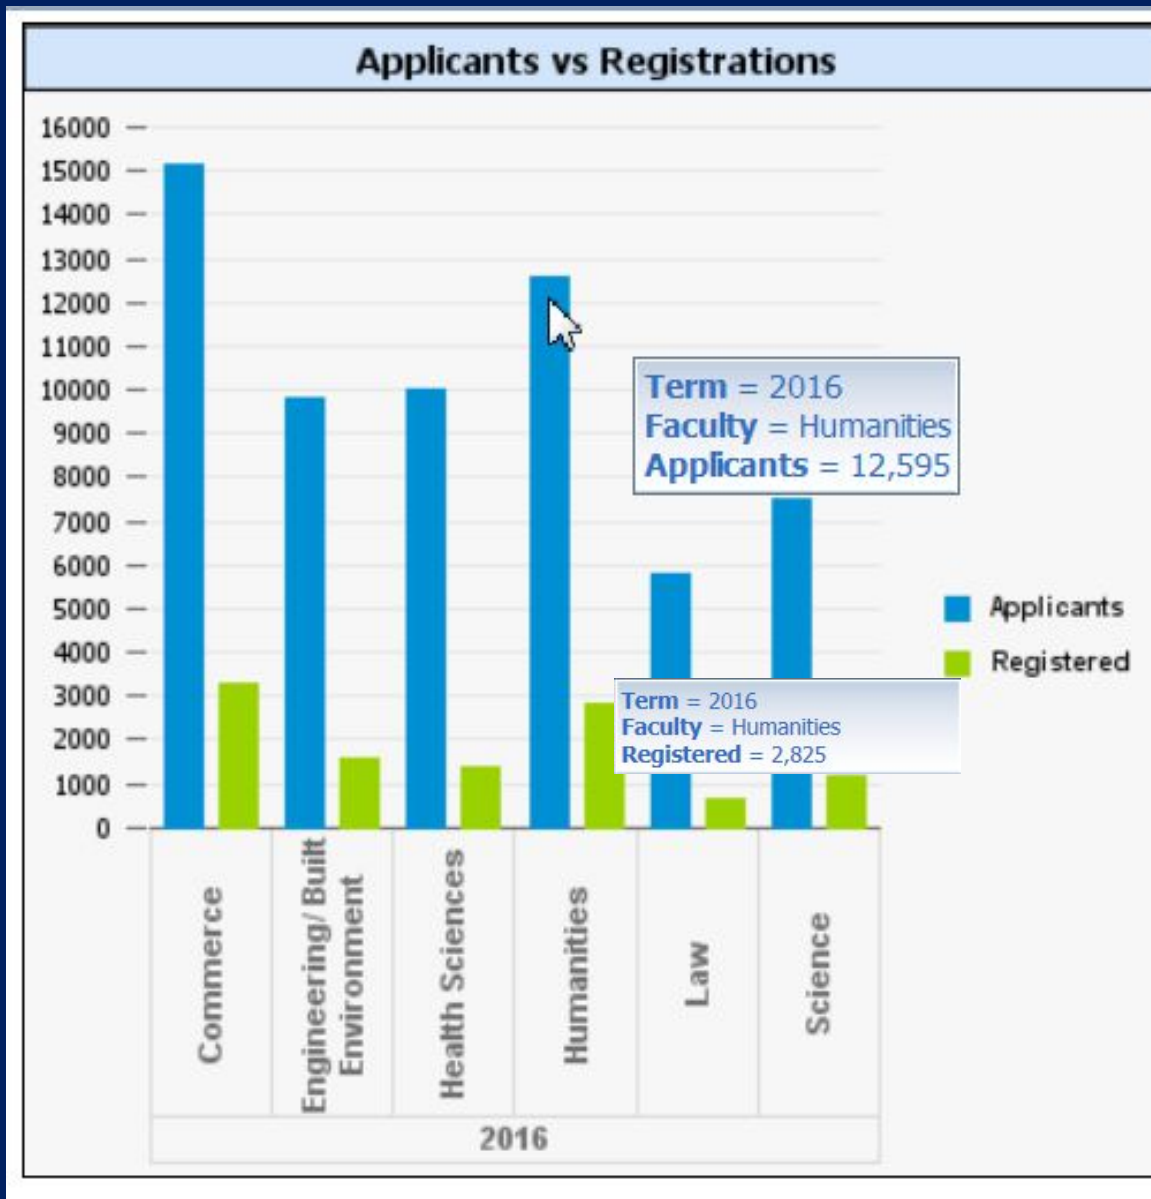 Applicants vs Registrations
16000
15000
14000
13000
12000
11000
10000
9000
8000
7000
6000
5000
4000
3000
2000
1000
0
Term = 2016
Faculty = Humanities
Applicants = 12,595
Applicants
Registered
Term = 2016
Faculty = Humanities
Registered = 2,825
Commerce
Engineering/ Built
Environment
Health Sciences
Humanities
Law
Science
2016